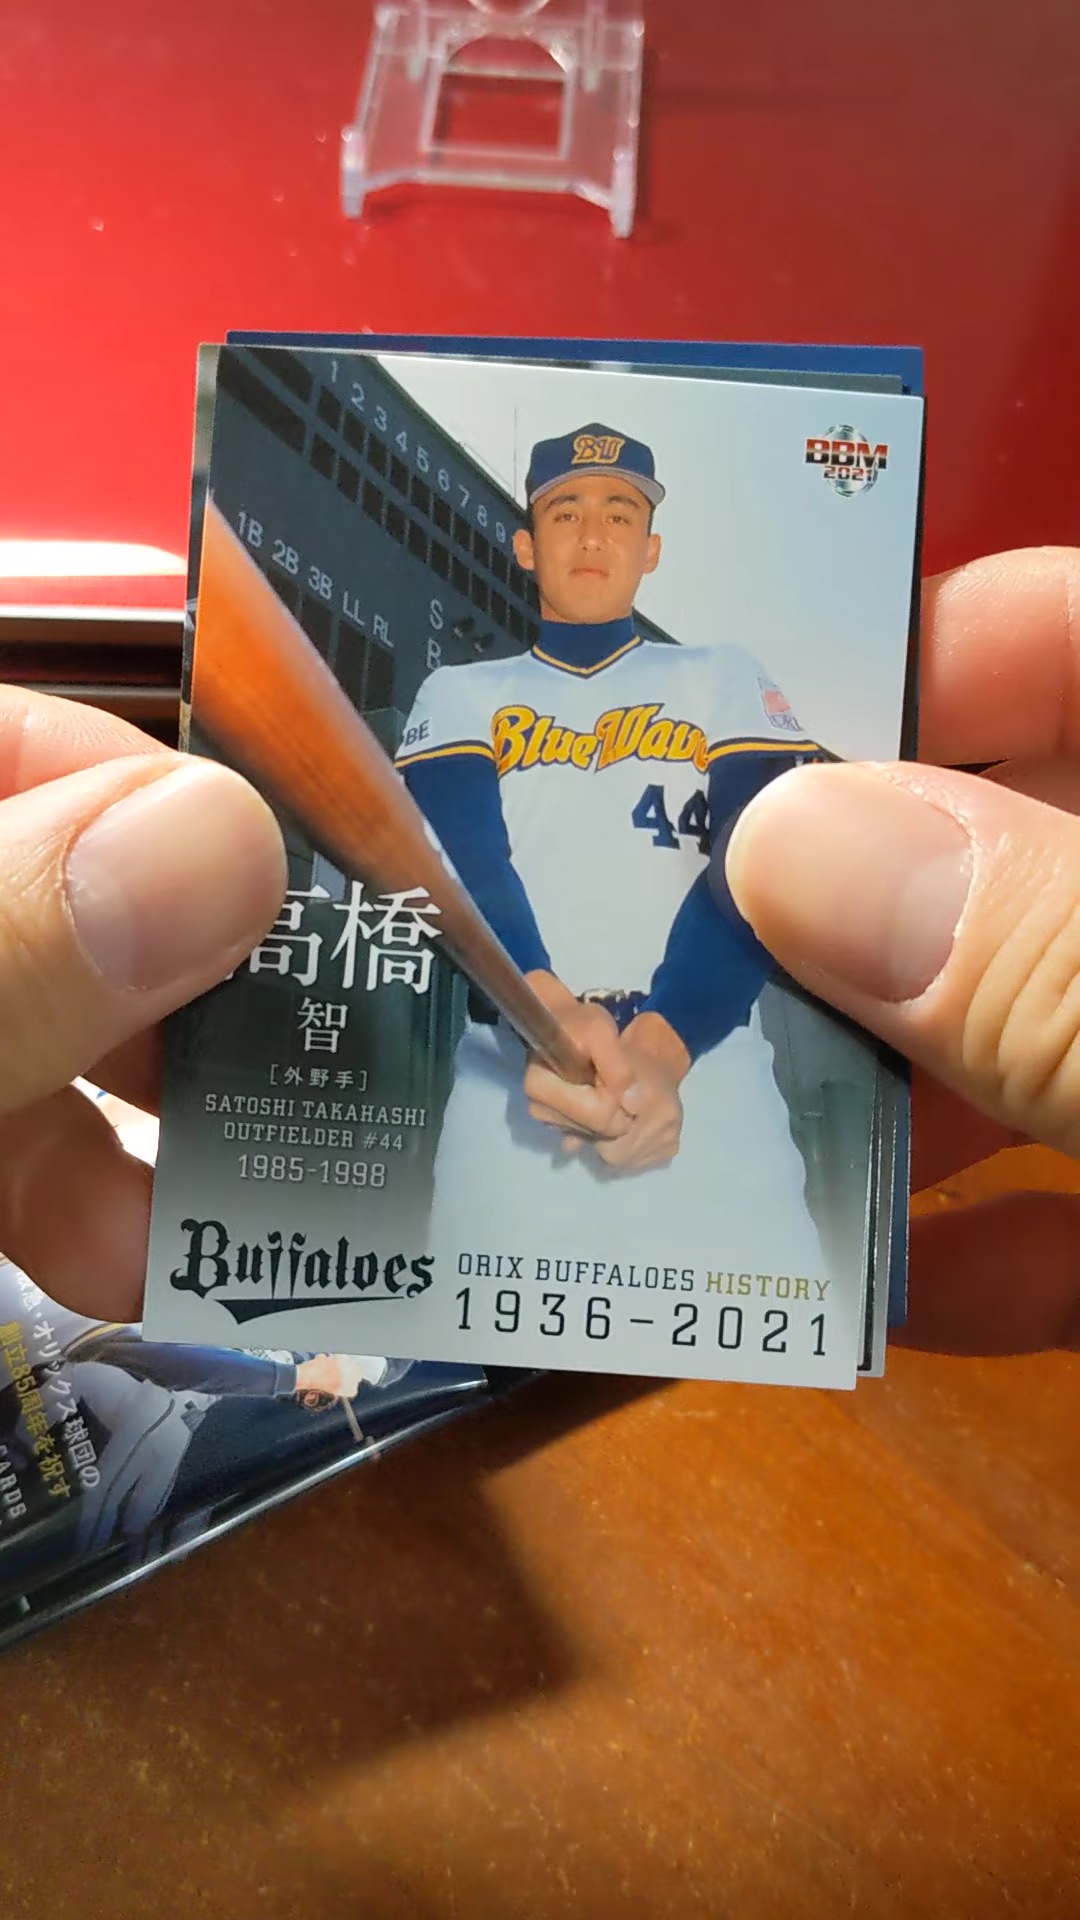 1 2 3 4 5 6 7 8 9
1B 2B 3B LL RL
S
B
BW
BBM
2021
Blue Wave
44
高橋
智
[外野手]
SATOSHI TAKAHASHI
OUTFIELDER #44
1985-1998
Buffaloes
ORIX BUFFALOES HISTORY
1936-2021
オリックス球団の
創立85周年を祝す
CARDS